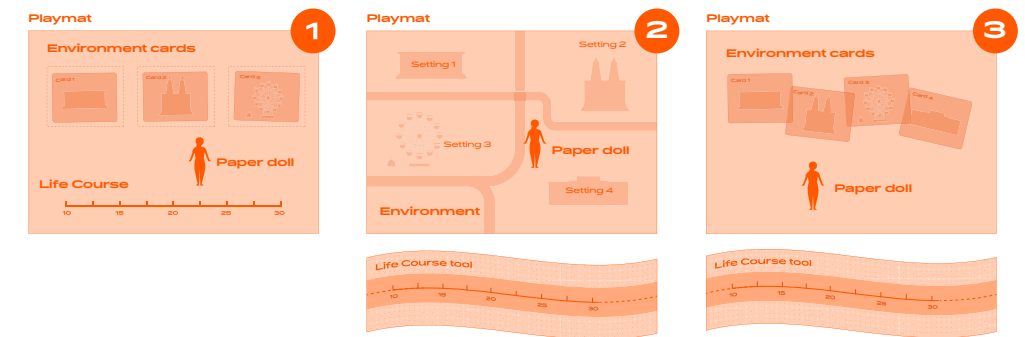 Playmat
1
Environment cards
Card 1
Card 2
Card 3
Paper doll
Life Course
10 15 20 25 30
Playmat
2
Setting 2
Setting 1
Setting 3
Paper doll
Setting 4
Environment
Life Course tool
10 15 20 25 30
Playmat
3
Environment cards
Card 1
Card 2
Card 3
Card 4
Paper doll
Life Course tool
10 15 20 25 30